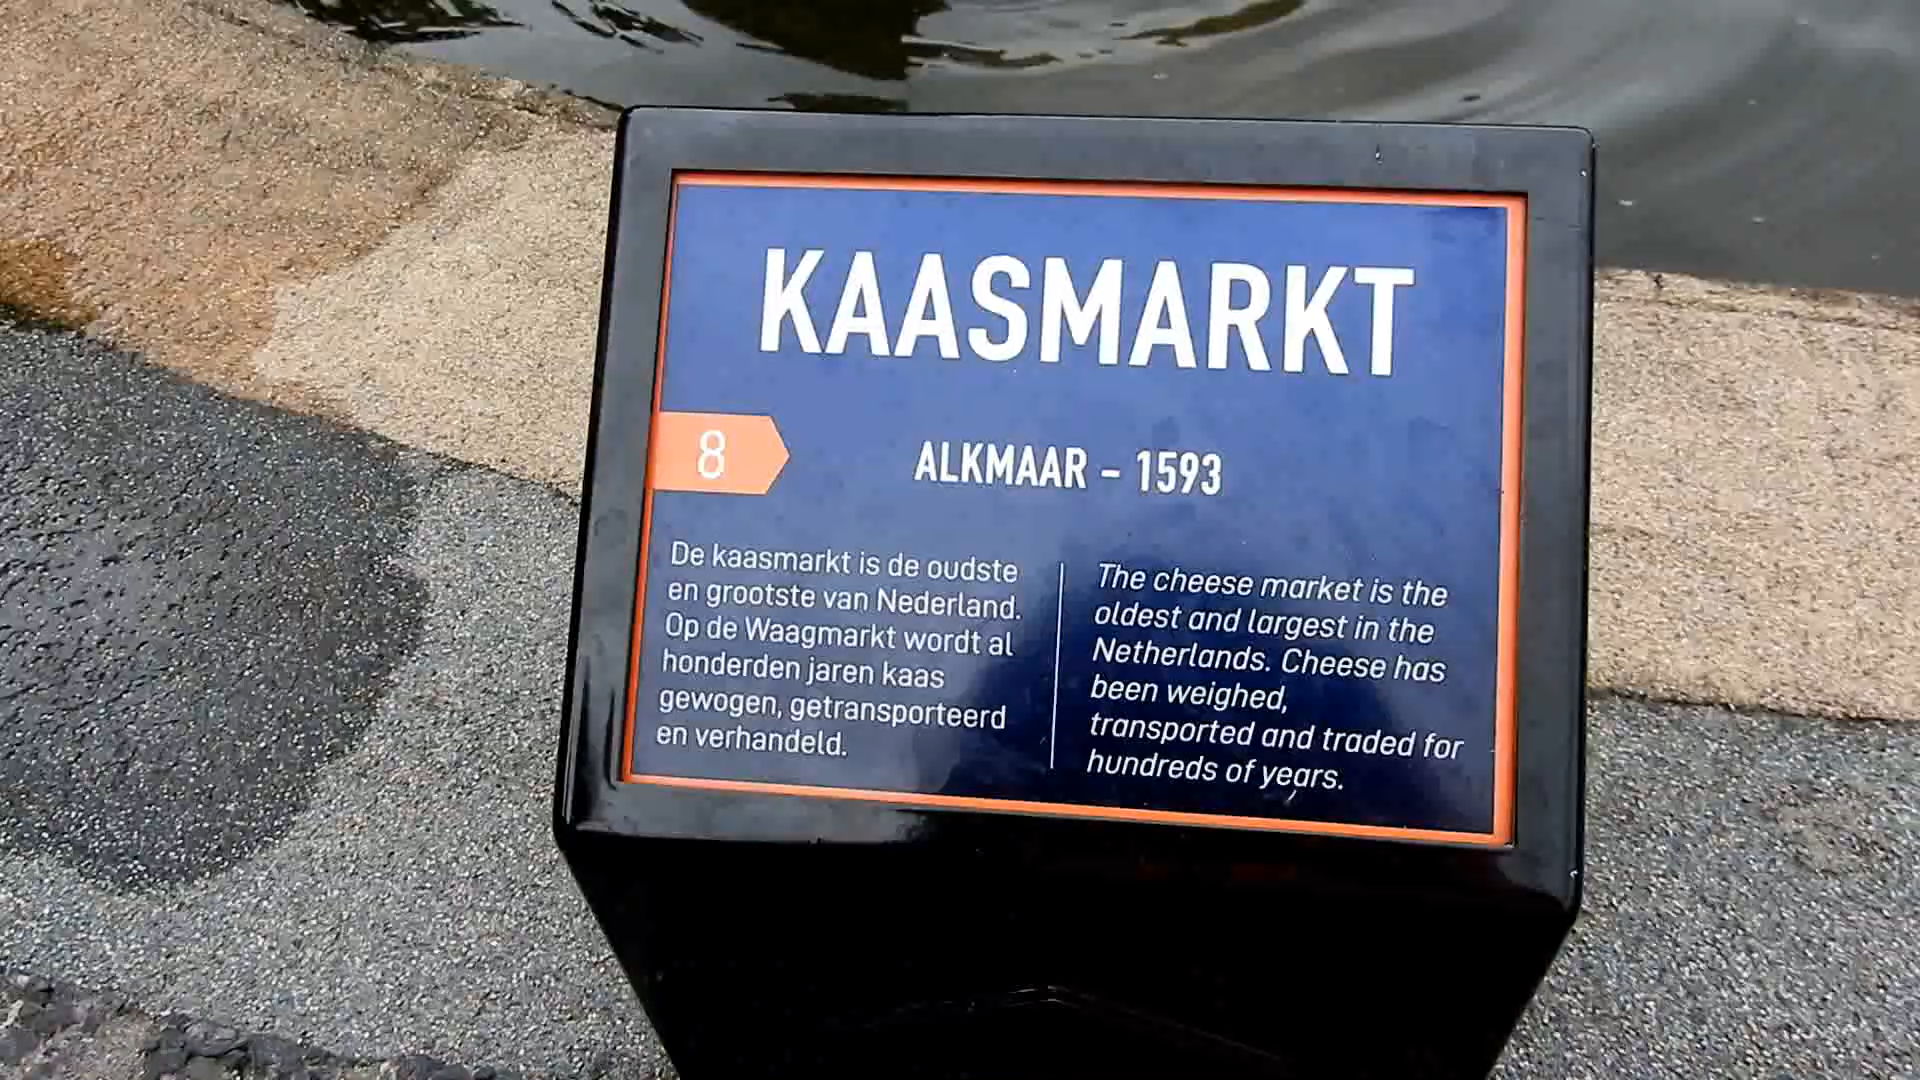 KAASMARKT
8
ALKMAAR – 1593
De kaasmarkt is de oudste
en grootste van Nederland.
Op de Waagmarkt wordt al
honderden jaren kaas
gewogen, getransporteerd
en verhandeld.
The cheese market is the
oldest and largest in the
Netherlands. Cheese has
been weighed,
transported and traded for
hundreds of years.